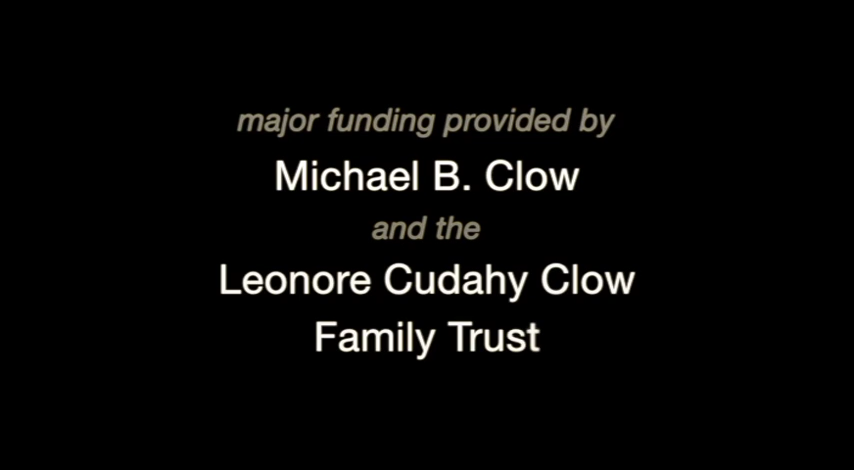 major funding provided by
Michael B. Clow
and the
Leonore Cudahy Clow
Family Trust